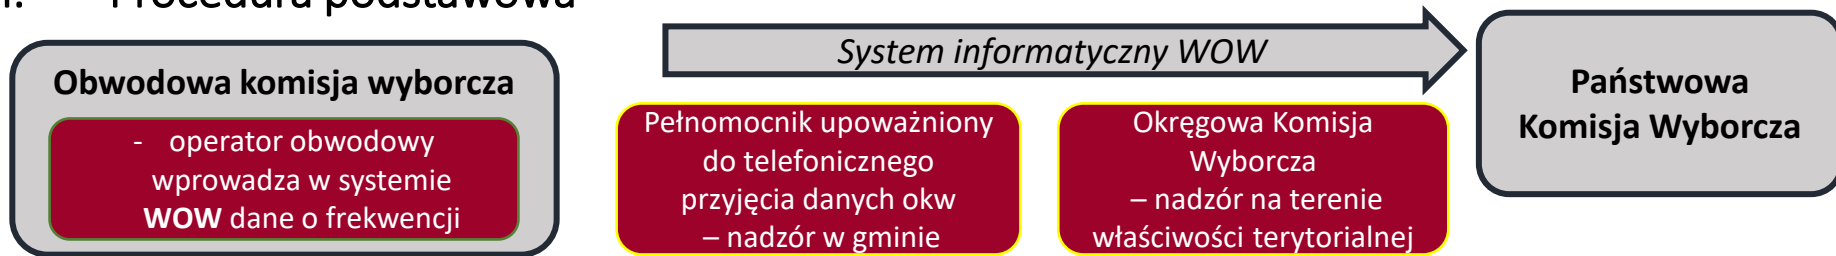 Procedura podstawowa
Obwodowa komisja wyborcza
- operator obwodowy
wprowadza w systemie
WOW dane o frekwencji
System informatyczny WOW
Pełnomocnik upoważniony
do telefonicznego
przyjęcia danych okw
– nadzór w gminie
Okręgowa Komisja
Wyborcza
– nadzór na terenie
właściwości terytorialnej
Państwowa
Komisja Wyborcza